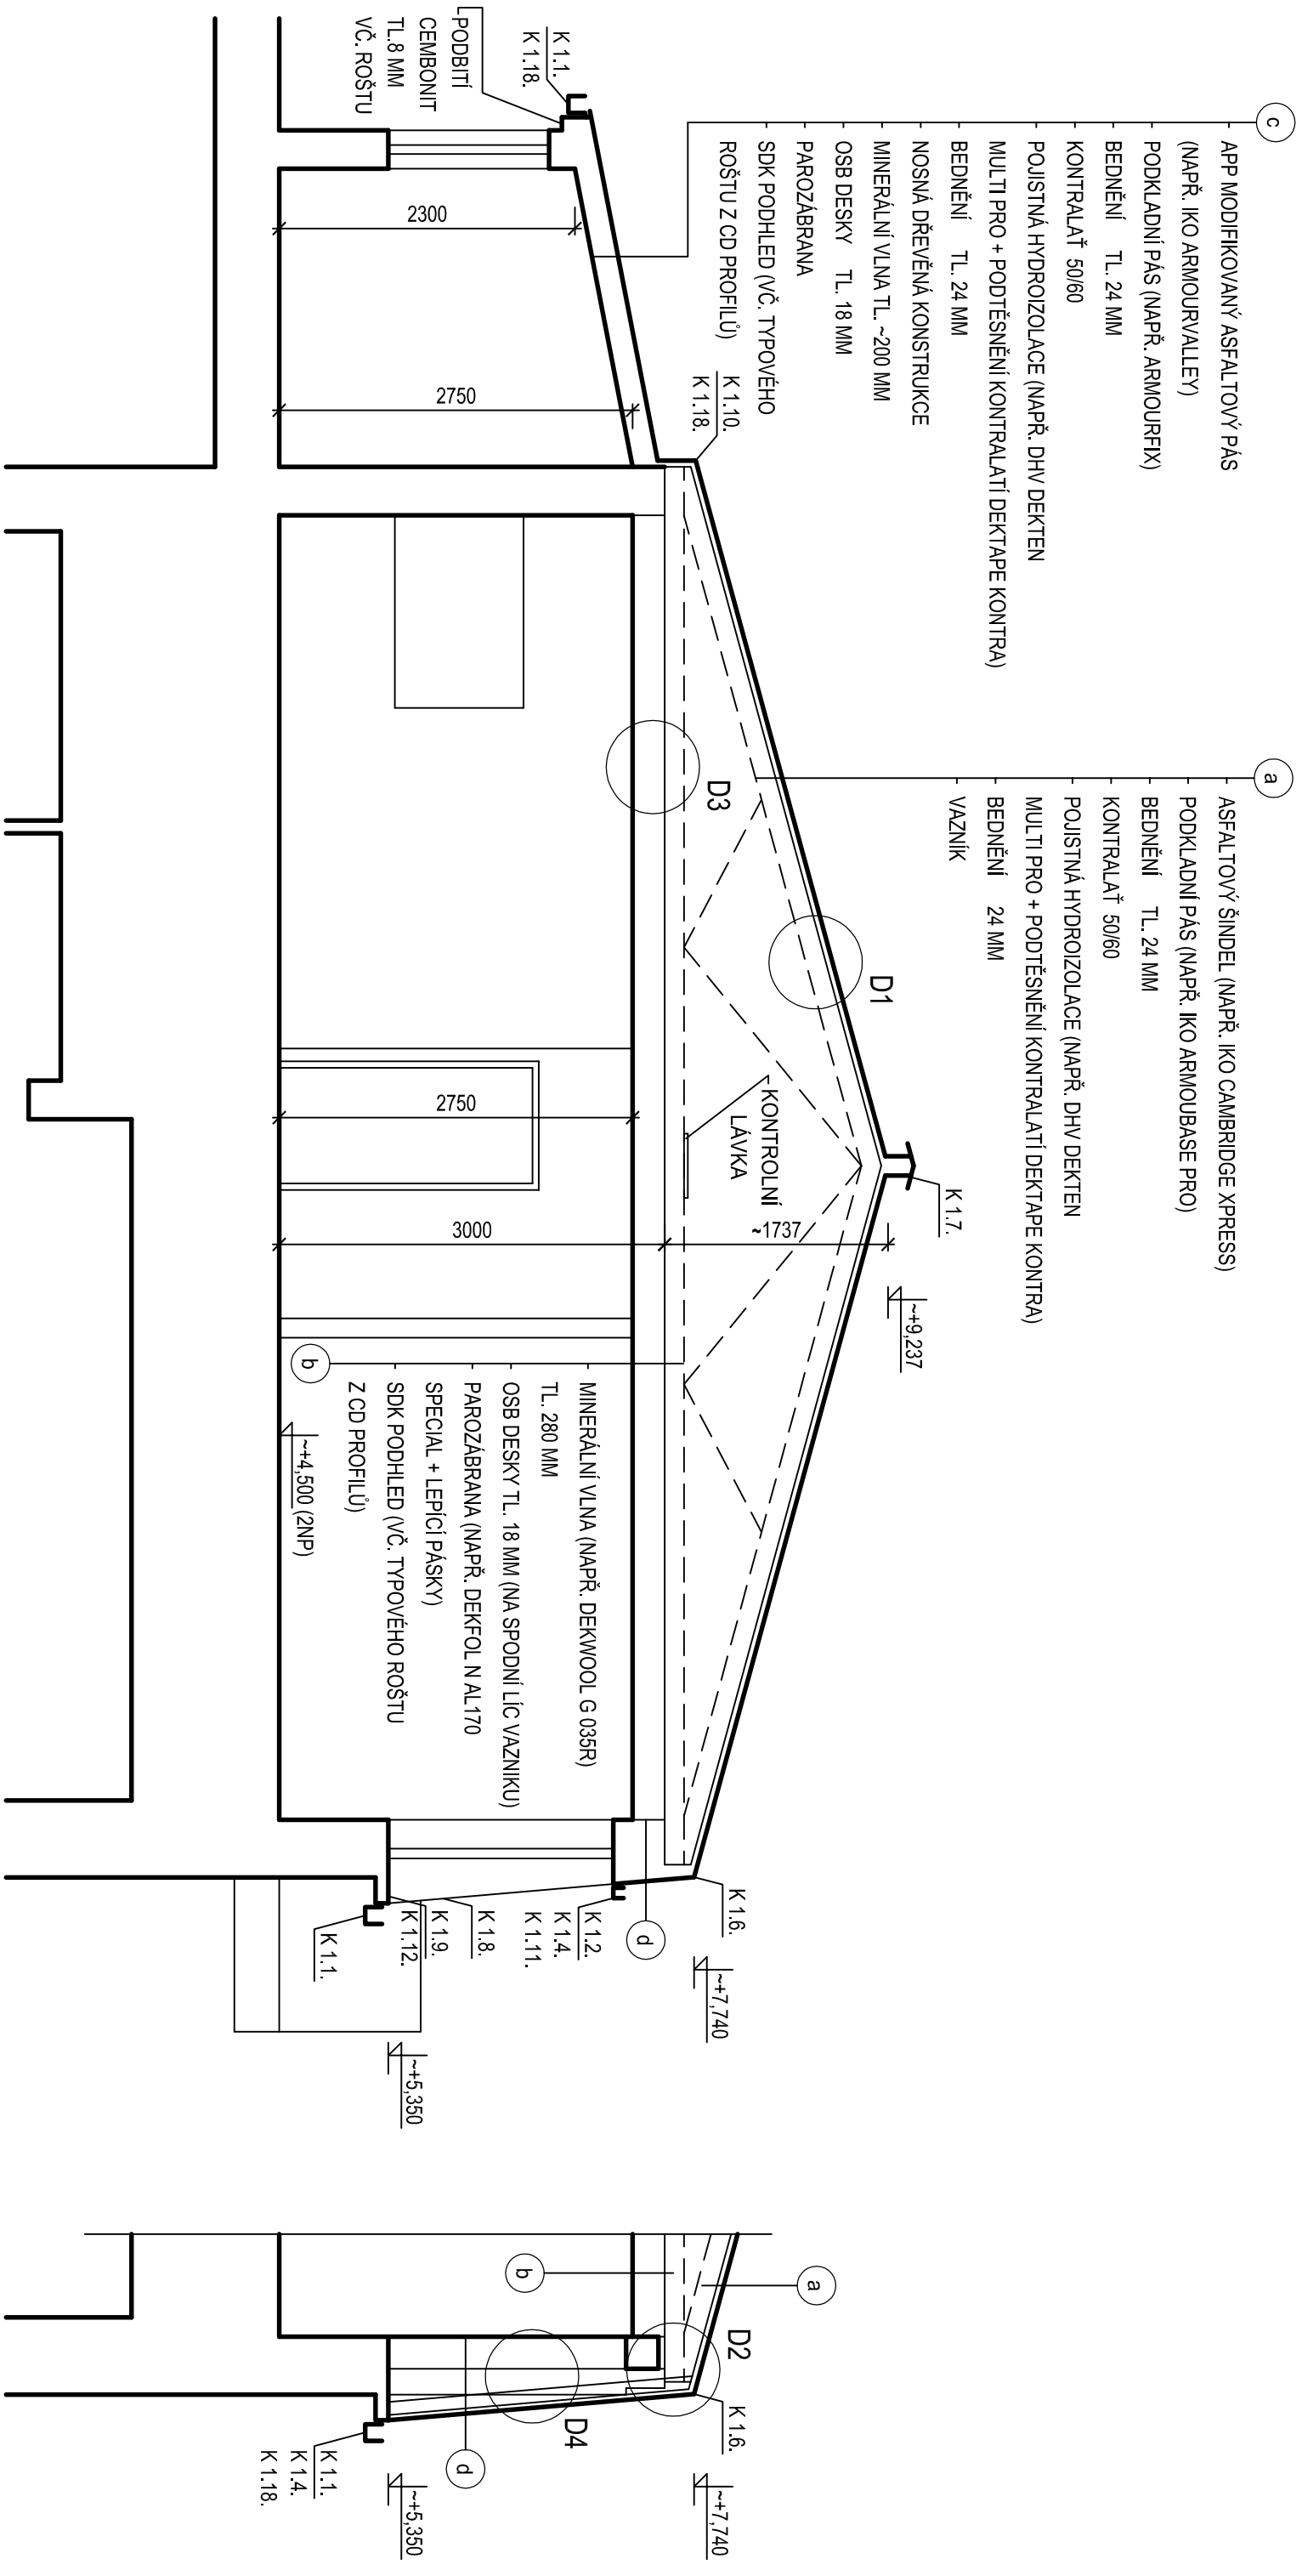 c
APP MODIFIKOVANÝ ASFALTOVÝ PÁS
(NAPŘ. IKO ARMOURVALLEY)
PODKLADNÍ PÁS (NAPŘ. ARMOURFIX)
BEDNĚNÍ TL. 24 MM
KONTRALAŤ 50/60
POJISTNÁ HYDROIZOLACE (NAPŘ. DHV DEKTEN
MULTI PRO + PODTĚSNĚNÍ KONTRALATÍ DEKTAPE KONTRA)
BEDNĚNÍ TL. 24 MM
NOSNÁ DŘEVĚNÁ KONSTRUKCE
MINERÁLNÍ VLNA TL. ~200 MM
OSB DESKY TL. 18 MM
PAROZÁBRANA
SDK PODHLED (VČ. TYPOVÉHO
ROŠTU Z CD PROFILŮ)
a
ASFALTOVÝ ŠINDEL (NAPŘ. IKO CAMBRIDGE XPRESS)
PODKLADNÍ PÁS (NAPŘ. IKO ARMOUBASE PRO)
BEDNĚNÍ TL. 24 MM
KONTRALAŤ 50/60
POJISTNÁ HYDROIZOLACE (NAPŘ. DHV DEKTEN
MULTI PRO + PODTĚSNĚNÍ KONTRALATÍ DEKTAPE KONTRA)
BEDNĚNÍ 24 MM
VAZNÍK
K 1.1.
K 1.18.
PODBITÍ
CEMBONIT
TL.8 MM
VČ. ROŠTU
2300
2750
K 1.10.
K 1.18.
D3
D1
KONTROLNÍ
LÁVKA
K 1.7.
~+9,237
2750
3000
~1737
b
MINERÁLNÍ VLNA (NAPŘ. DEKWOOL G 035R)
TL. 280 MM
OSB DESKY TL. 18 MM (NA SPODNÍ LÍC VAZNIKU)
PAROZÁBRANA (NAPŘ. DEKFOL N AL170
SPECIAL + LEPÍCÍ PÁSKY)
SDK PODHLED (VČ. TYPOVÉHO ROŠTU
Z CD PROFILŮ)
~+4,500 (2NP)
K 1.6.
~+7,740
d
K 1.2.
K 1.4.
K 1.11.
K 1.8.
K 1.9.
K 1.12.
K 1.1.
~+5,350
a
b
D2
K 1.6.
~+7,740
D4
d
~+5,350
K 1.1.
K 1.4.
K 1.18.